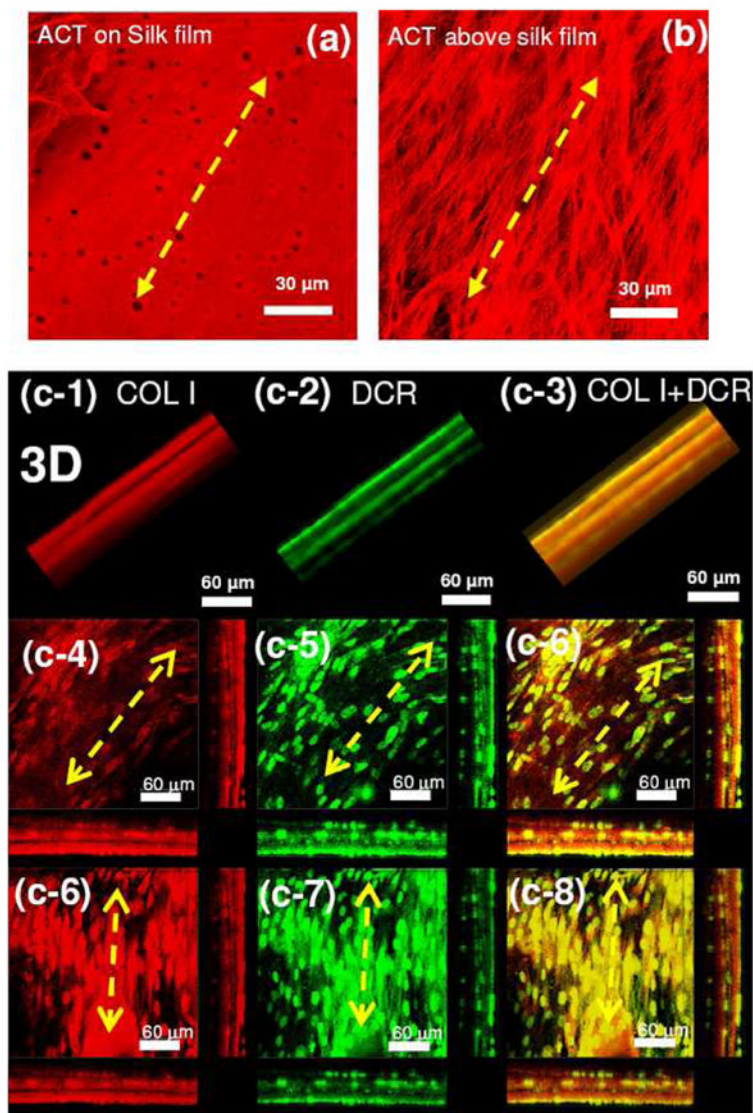 ACT on Silk film
(a)
30 µm
ACT above silk film
(b)
30 µm
(c-1) COL I
(c-2) DCR
(c-3) COL I+DCR
3D
60 µm
60 µm
60 µm
(c-4)
60 µm
(c-5)
60 µm
(c-6)
60 µm
(c-6)
60 µm
(c-7)
60 µm
(c-8)
60 µm